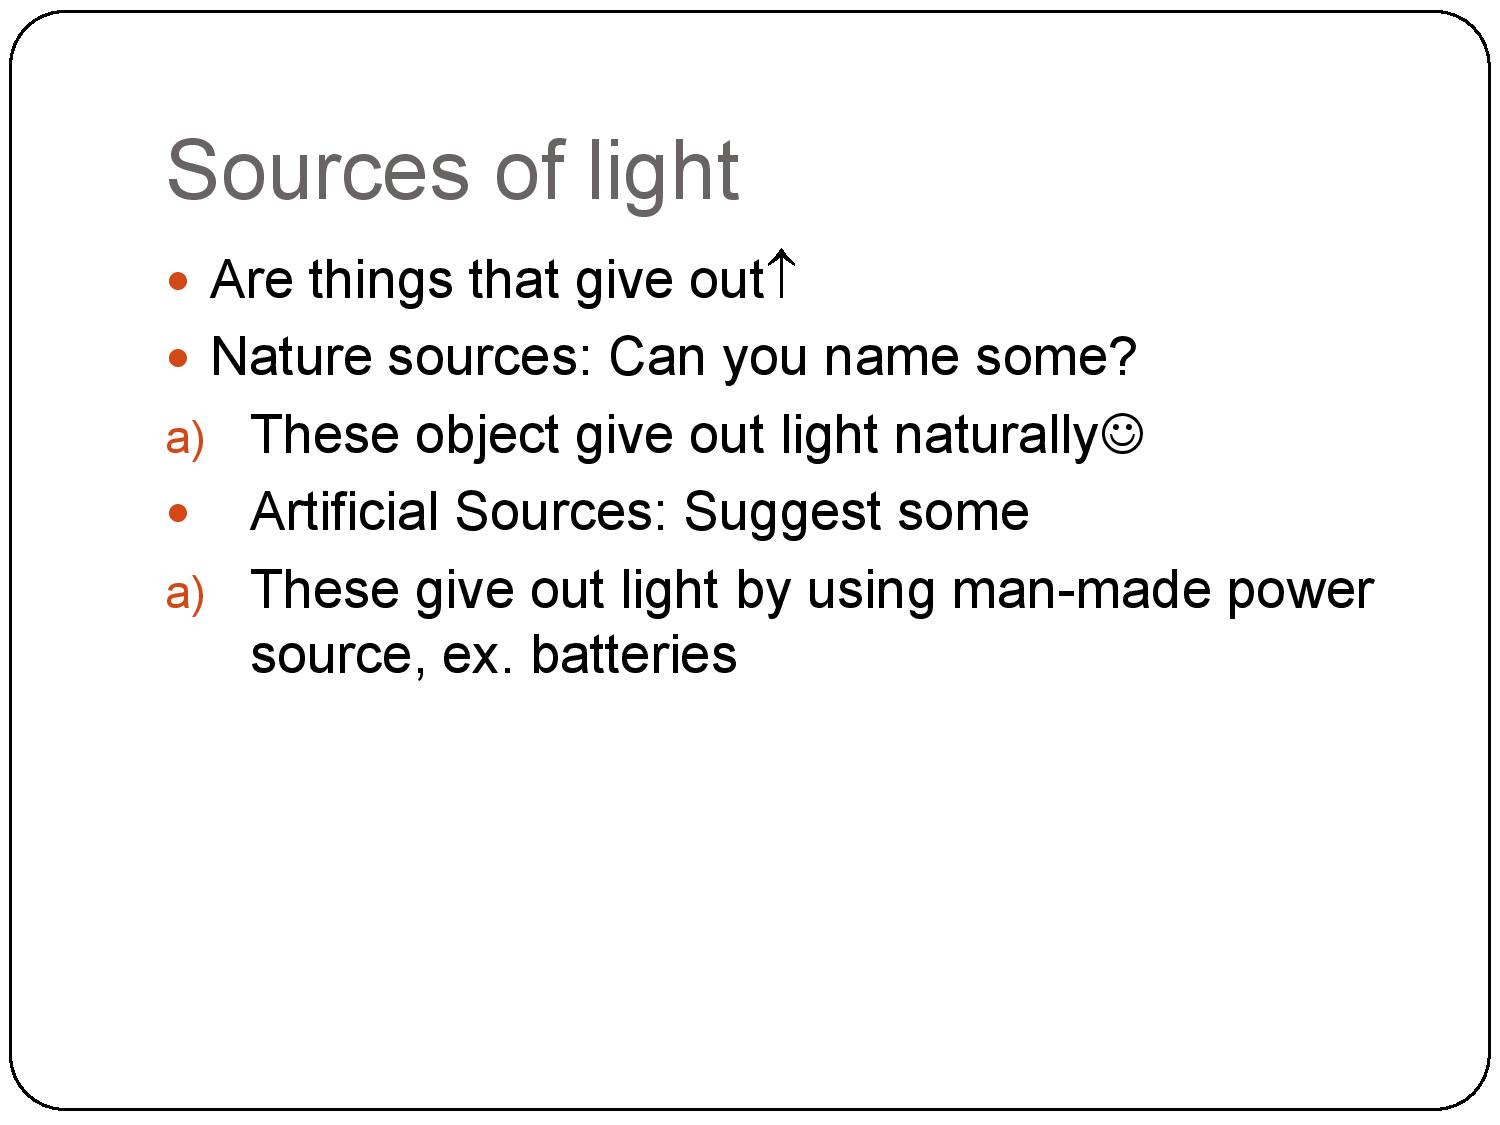 Sources of light
• Are things that give out↑
• Nature sources: Can you name some?
a) These object give out light naturally☺
• Artificial Sources: Suggest some
a) These give out light by using man-made power
source, ex. batteries